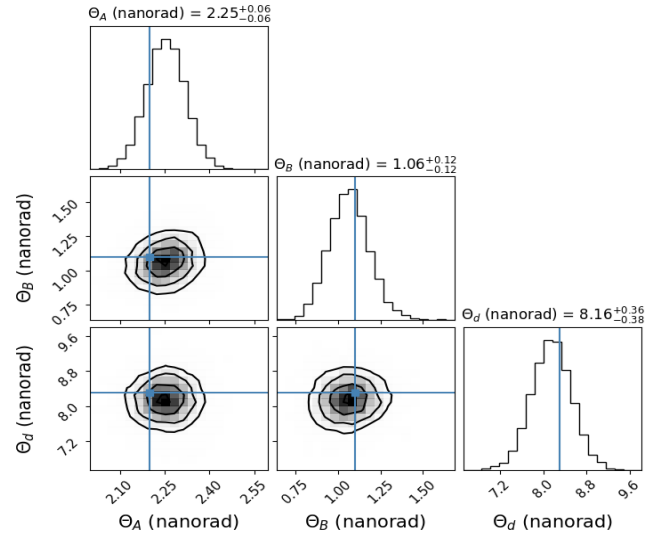 Θ_A (nanorad) = 2.25^{+0.06}_{-0.06}
Θ_B (nanorad) = 1.06^{+0.12}_{-0.12}
Θ_d (nanorad) = 8.16^{+0.36}_{-0.38}
Θ_B (nanorad)
1.50
1.25
1.00
0.75
Θ_d (nanorad)
9.6
8.8
8.0
7.2
2.10 2.25 2.40 2.55
Θ_A (nanorad)
0.75 1.00 1.25 1.50
Θ_B (nanorad)
7.2 8.0 8.8 9.6
Θ_d (nanorad)